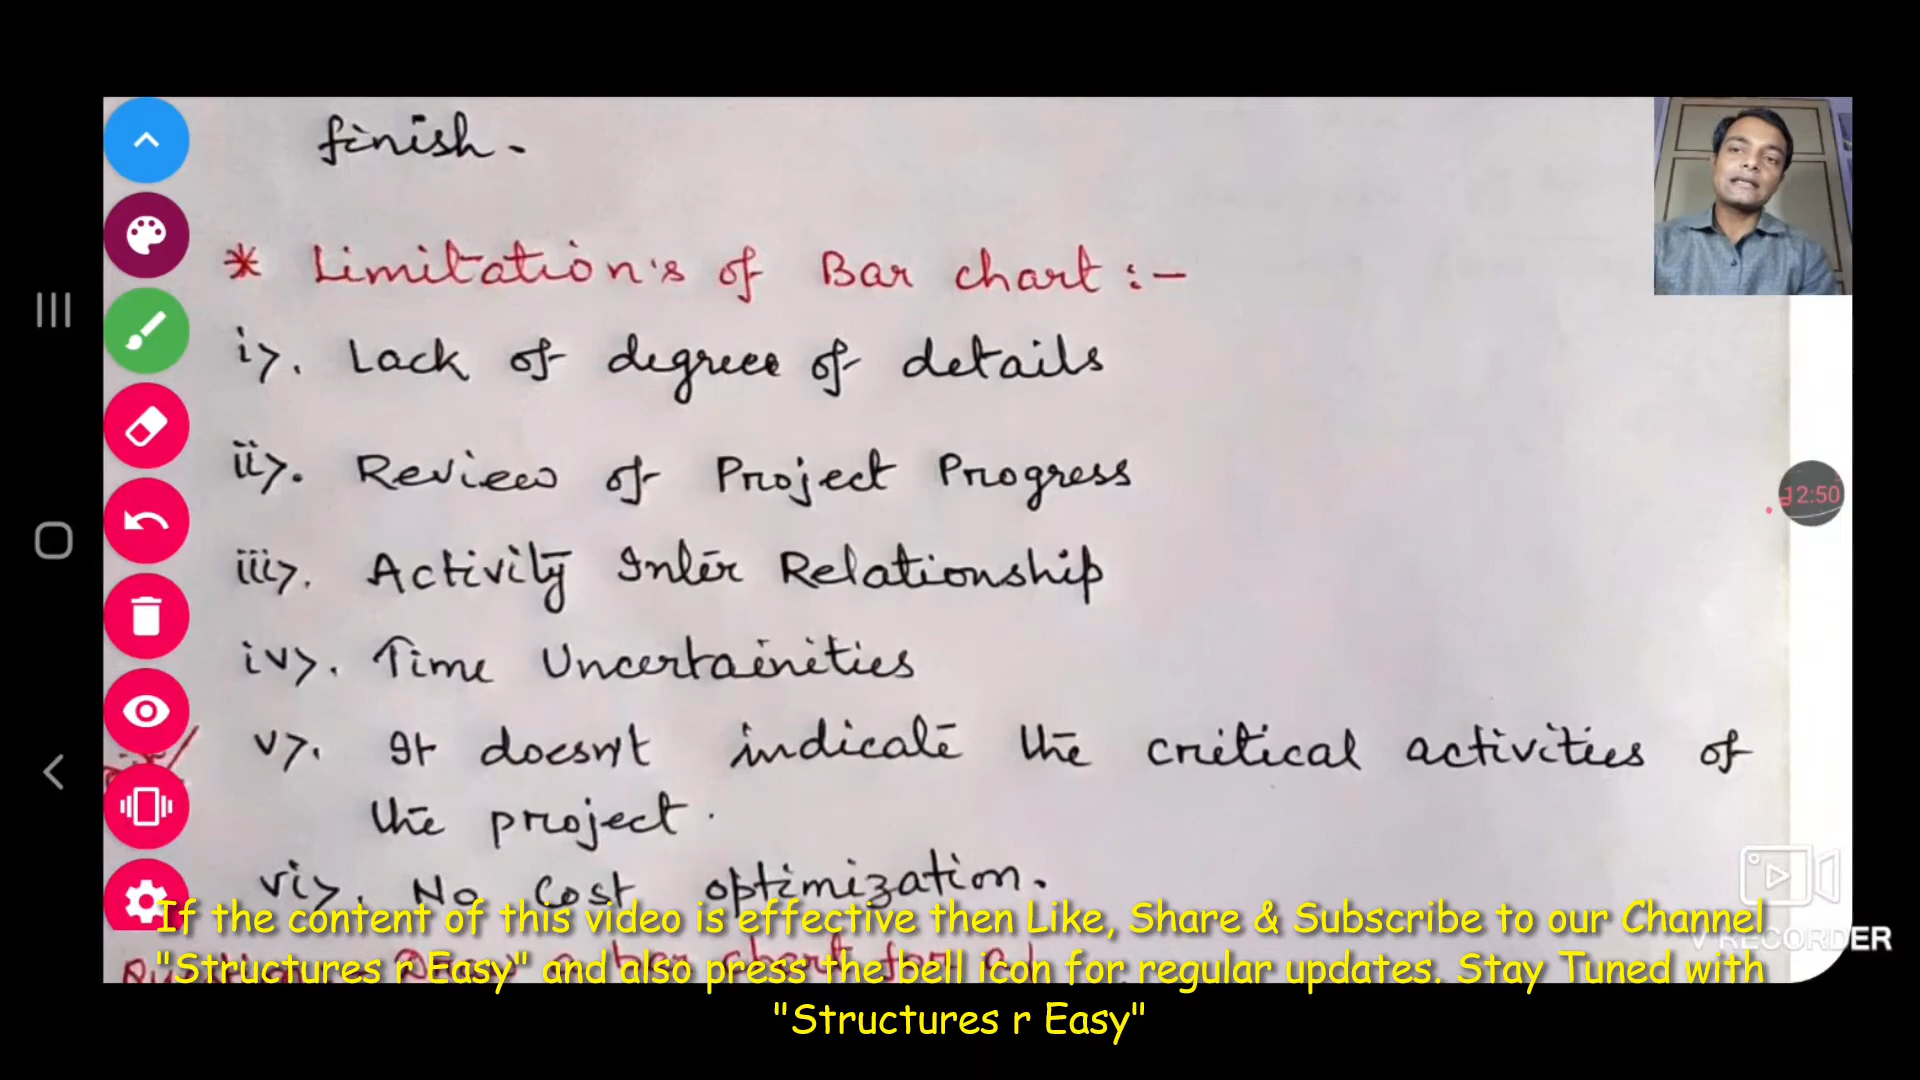 finish.
* Limitation's of Bar chart :-
i>. Lack of degree of details
ii>. Review of Project Progress
iii>. Activity Inter Relationship
iv>. Time Uncertainities
v>. It doesn't indicate the critical activities of
the project.
vi>. No Cost optimization.
If the content of this video is effective then Like, Share & Subscribe to our Channel
"Structures r Easy" and also press the bell icon for regular updates. Stay Tuned with
"Structures r Easy"
12:50
V RECORDER